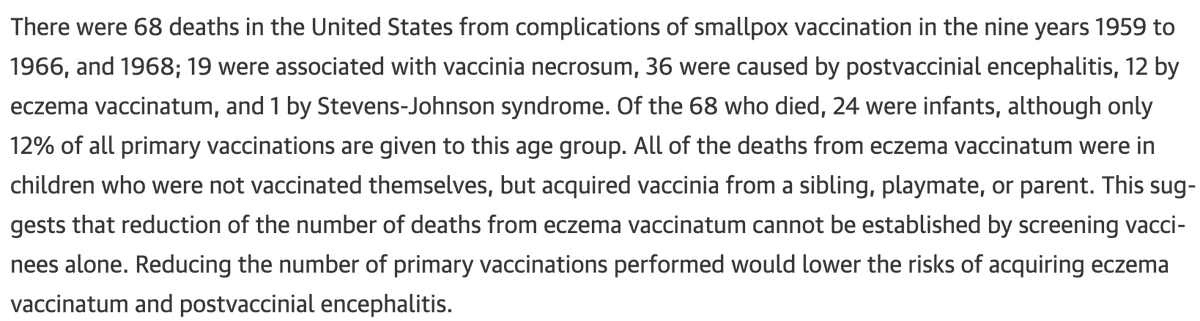 There were 68 deaths in the United States from complications of smallpox vaccination in the nine years 1959 to
1966, and 1968; 19 were associated with vaccinia necrosum, 36 were caused by postvaccinial encephalitis, 12 by
eczema vaccinatum, and 1 by Stevens-Johnson syndrome. Of the 68 who died, 24 were infants, although only
12% of all primary vaccinations are given to this age group. All of the deaths from eczema vaccinatum were in
children who were not vaccinated themselves, but acquired vaccinia from a sibling, playmate, or parent. This sug-
gests that reduction of the number of deaths from eczema vaccinatum cannot be established by screening vacci-
nees alone. Reducing the number of primary vaccinations performed would lower the risks of acquiring eczema
vaccinatum and postvaccinial encephalitis.